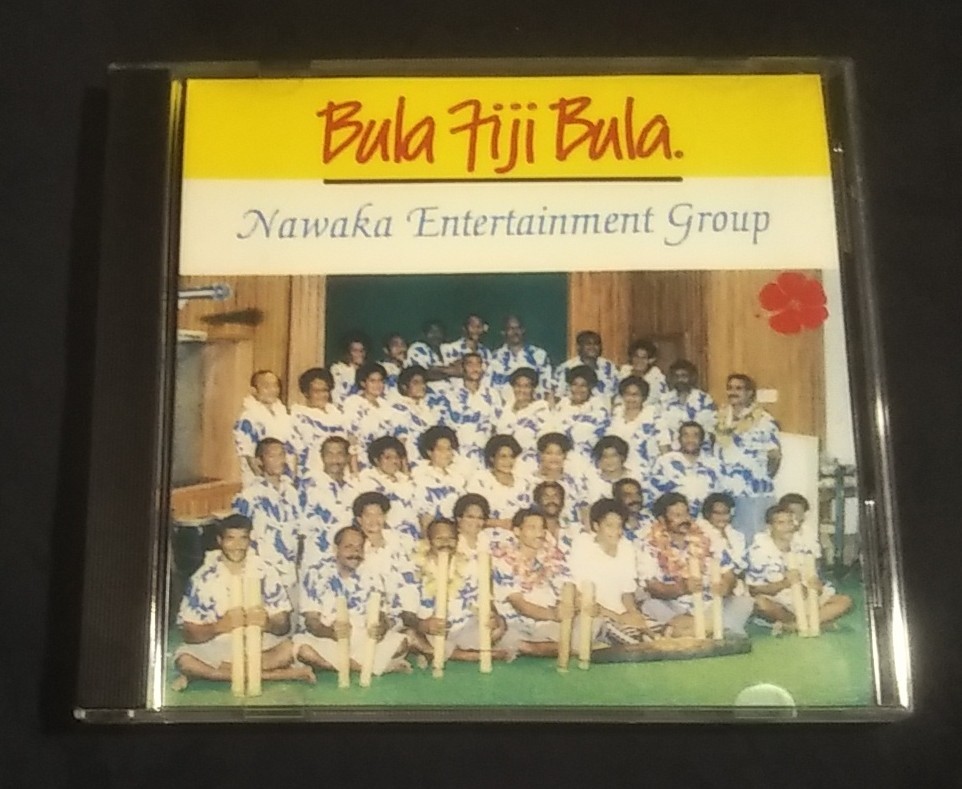 Bula Fiji Bula.
Nawaka Entertainment Group